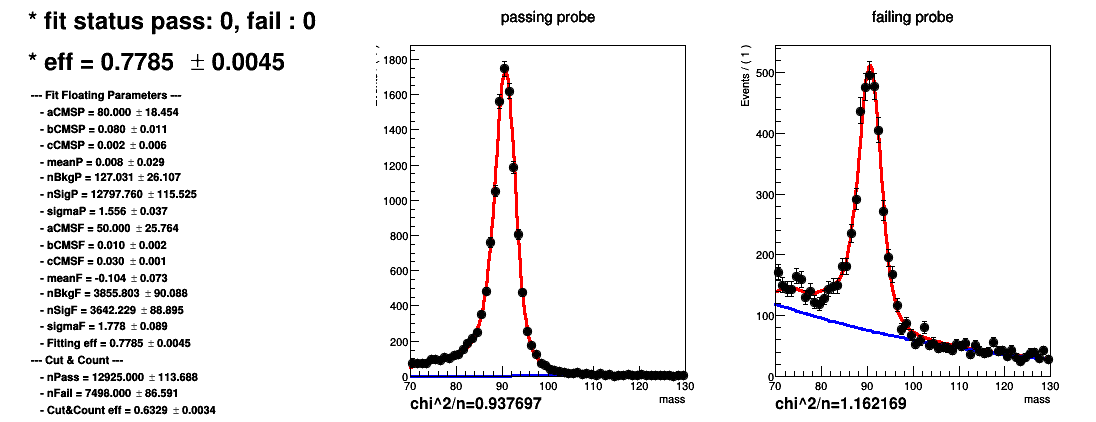 * fit status pass: 0, fail : 0
* eff = 0.7785 ± 0.0045
--- Fit Floating Parameters ---
- aCMSP = 80.000 ± 18.454
- bCMSP = 0.080 ± 0.011
- cCMSP = 0.002 ± 0.006
- meanP = 0.008 ± 0.029
- nBkgP = 127.031 ± 26.107
- nSigP = 12797.760 ± 115.525
- sigmaP = 1.556 ± 0.037
- aCMSF = 50.000 ± 25.764
- bCMSF = 0.010 ± 0.002
- cCMSF = 0.030 ± 0.001
- meanF = -0.104 ± 0.073
- nBkgF = 3855.803 ± 90.088
- nSigF = 3642.229 ± 88.895
- sigmaF = 1.778 ± 0.089
- Fitting eff = 0.7785 ± 0.0045
--- Cut & Count ---
- nPass = 12925.000 ± 113.688
- nFail = 7498.000 ± 86.591
- Cut&Count eff = 0.6329 ± 0.0034
passing probe
1800
1600
1400
1200
1000
800
600
400
200
0
70 80 90 100 110 120 130
mass
chi^2/n=0.937697
failing probe
Events / ( 1 )
500
400
300
200
100
0
70 80 90 100 110 120 130
mass
chi^2/n=1.162169